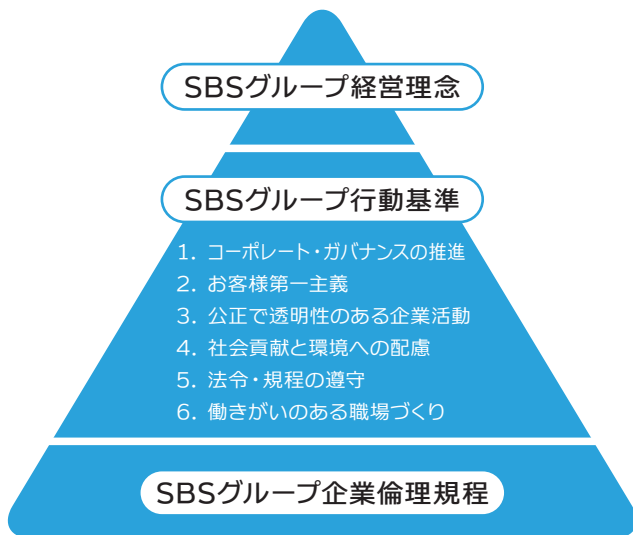 SBSグループ経営理念
SBSグループ行動基準
1. コーポレート・ガバナンスの推進
2. お客様第一主義
3. 公正で透明性のある企業活動
4. 社会貢献と環境への配慮
5. 法令・規程の遵守
6. 働きがいのある職場づくり
SBSグループ企業倫理規程